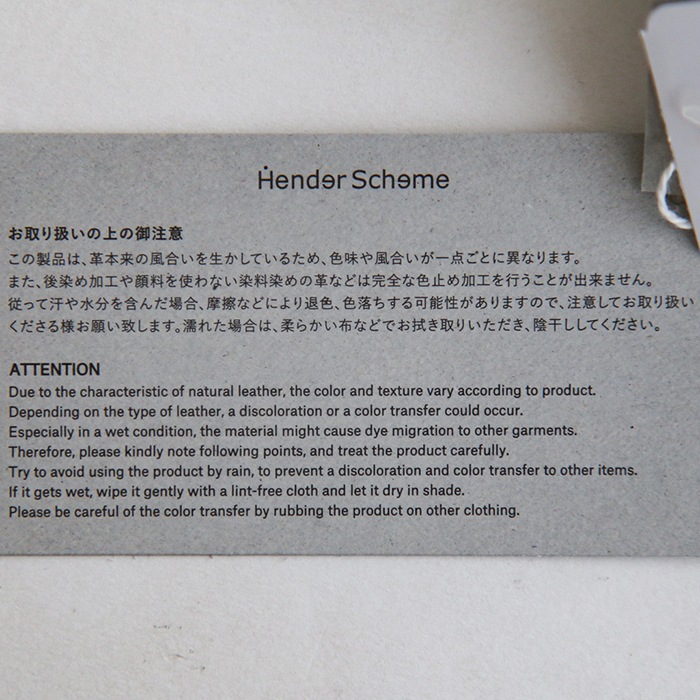 Hender Scheme
お取り扱いの上の御注意
この製品は、革本来の風合いを生かしているため、色味や風合いが一点ごとに異なります。
また、後染め加工や顔料を使わない染料染めの革などは完全な色止め加工を行うことが出来ません。
従って汗や水分を含んだ場合、摩擦などにより退色、色落ちする可能性がありますので、注意してお取り扱い
くださる様お願い致します。濡れた場合は、柔らかい布などでお拭き取りいただき、陰干ししてください。
ATTENTION
Due to the characteristic of natural leather, the color and texture vary according to product.
Depending on the type of leather, a discoloration or a color transfer could occur.
Especially in a wet condition, the material might cause dye migration to other garments.
Therefore, please kindly note following points, and treat the product carefully.
Try to avoid using the product by rain, to prevent a discoloration and color transfer to other items.
If it gets wet, wipe it gently with a lint-free cloth and let it dry in shade.
Please be careful of the color transfer by rubbing the product on other clothing.